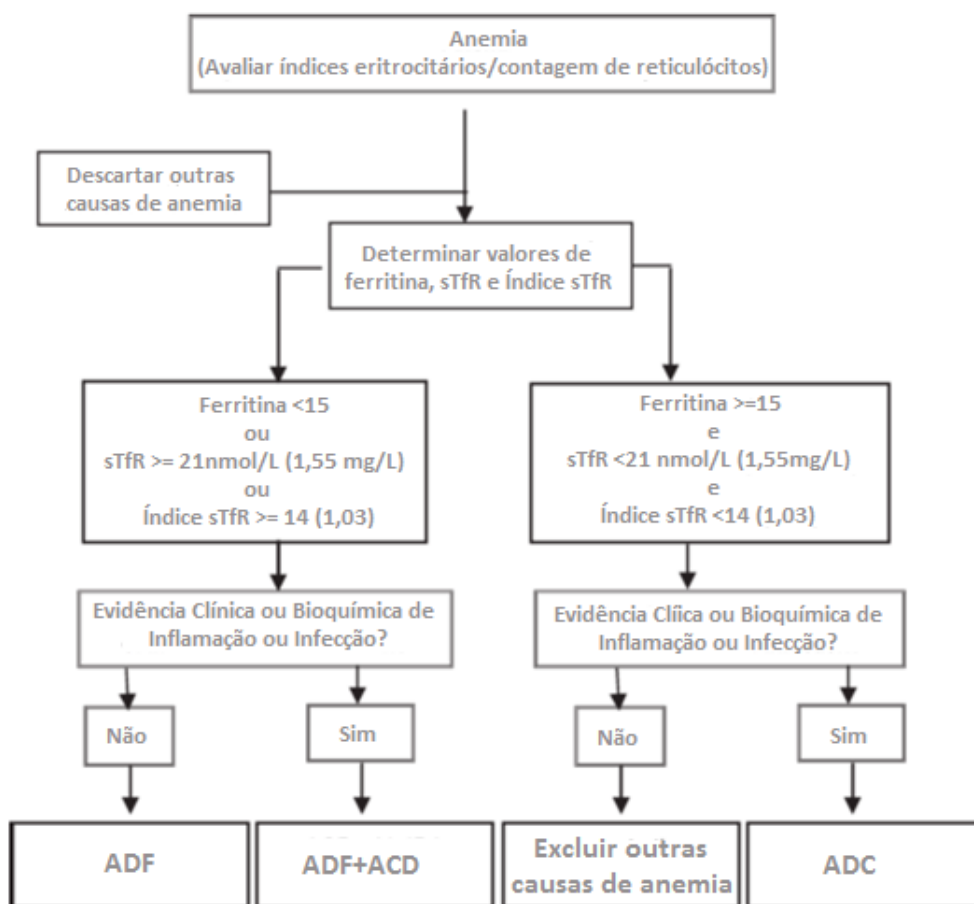 Anemia
(Avaliar índices eritrocitários/contagem de reticulócitos)
Descartar outras
causas de anemia
Determinar valores de
ferritina, sTfR e Índice sTfR
Ferritina <15
ou
sTfR >= 21nmol/L (1,55 mg/L)
ou
Índice sTfR >= 14 (1,03)
Ferritina >=15
e
sTfR <21 nmol/L (1,55mg/L)
e
Índice sTfR <14 (1,03)
Evidência Clínica ou Bioquímica de
Inflamação ou Infecção?
Evidência Clíica ou Bioquímica de
Inflamação ou Infecção?
Não
Sim
Não
Sim
ADF
ADF+ACD
Excluir outras
causas de anemia
ADC